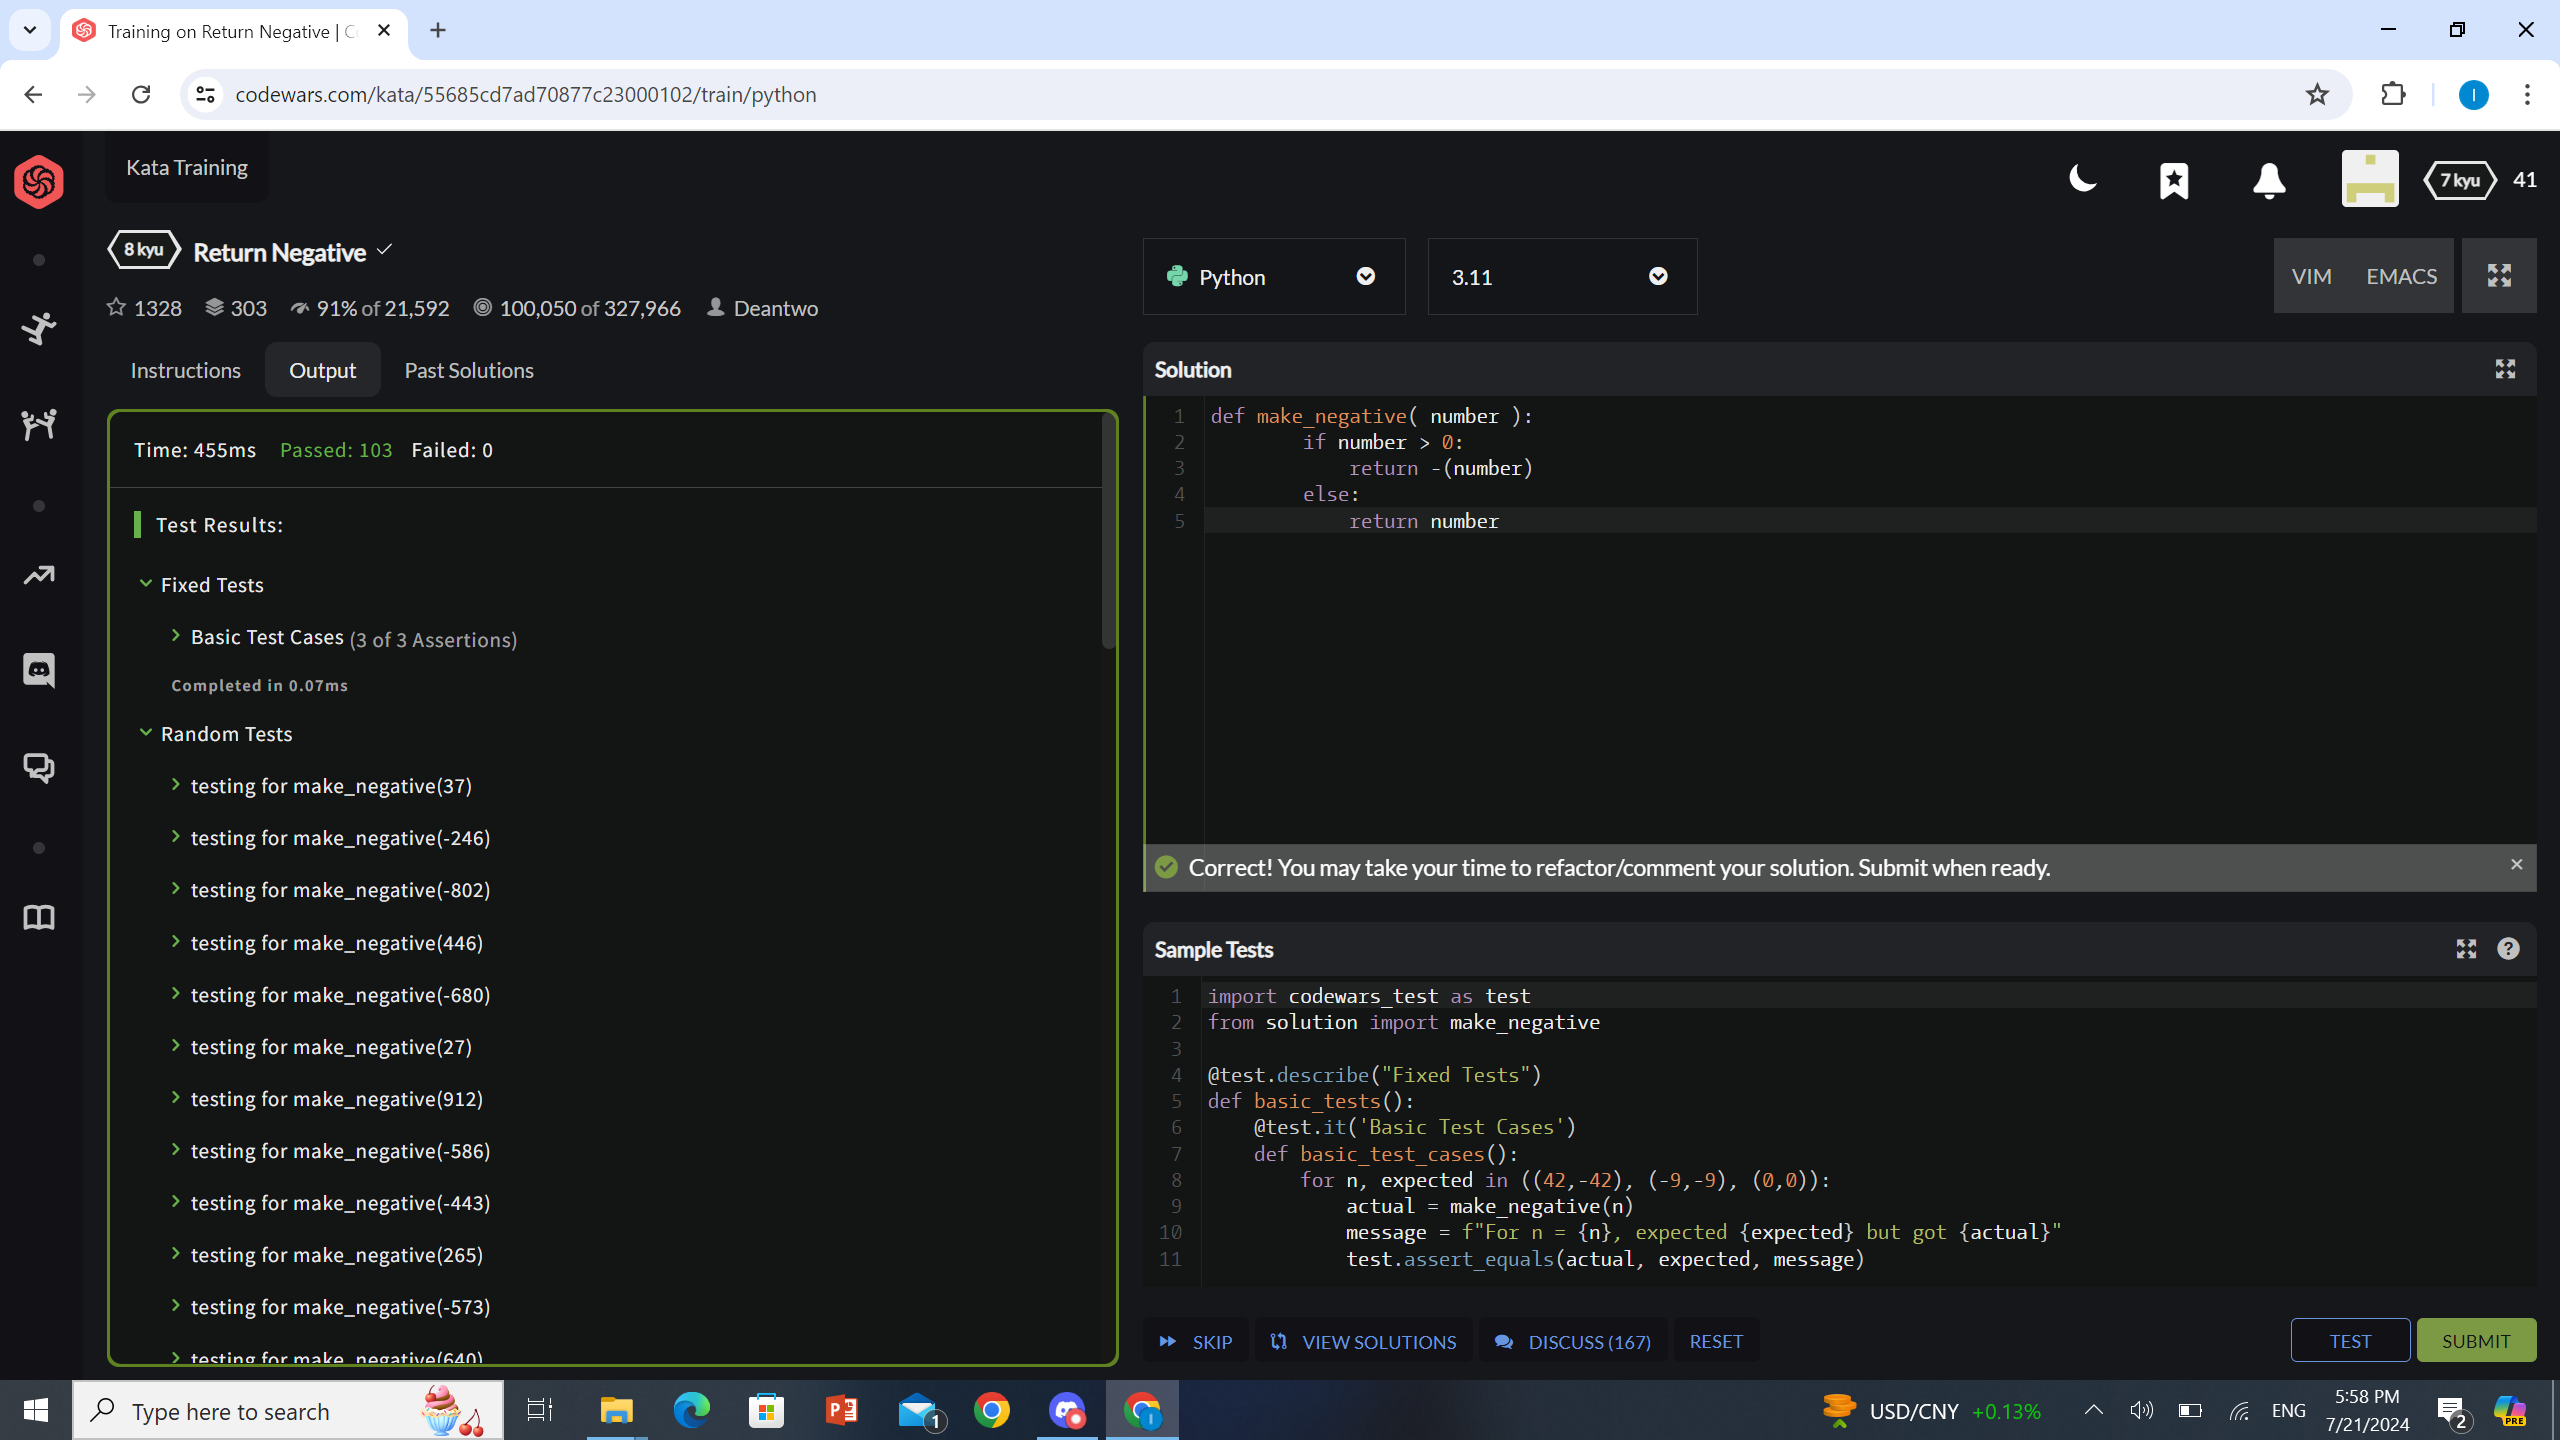 Training on Return Negative | Co
codewars.com/kata/55685cd7ad70877c23000102/train/python
I
Kata Training
7 kyu 41
8 kyu Return Negative
1328 303 91% of 21,592 100,050 of 327,966 Deantwo
Python 3.11 VIM EMACS
Instructions Output Past Solutions
Time: 455ms Passed: 103 Failed: 0
Test Results:
Fixed Tests
Basic Test Cases (3 of 3 Assertions)
Completed in 0.07ms
Random Tests
testing for make_negative(37)
testing for make_negative(-246)
testing for make_negative(-802)
testing for make_negative(446)
testing for make_negative(-680)
testing for make_negative(27)
testing for make_negative(912)
testing for make_negative(-586)
testing for make_negative(-443)
testing for make_negative(265)
testing for make_negative(-573)
testing for make_negative(640)
Solution
1 def make_negative( number ):
2 if number > 0:
3 return -(number)
4 else:
5 return number
Correct! You may take your time to refactor/comment your solution. Submit when ready.
Sample Tests
1 import codewars_test as test
2 from solution import make_negative
3
4 @test.describe("Fixed Tests")
5 def basic_tests():
6 @test.it('Basic Test Cases')
7 def basic_test_cases():
8 for n, expected in ((42,-42), (-9,-9), (0,0)):
9 actual = make_negative(n)
10 message = f"For n = {n}, expected {expected} but got {actual}"
11 test.assert_equals(actual, expected, message)
SKIP VIEW SOLUTIONS DISCUSS (167) RESET TEST SUBMIT
Type here to search
1
I
USD/CNY +0.13%
ENG
5:58 PM
7/21/2024
2
PRE